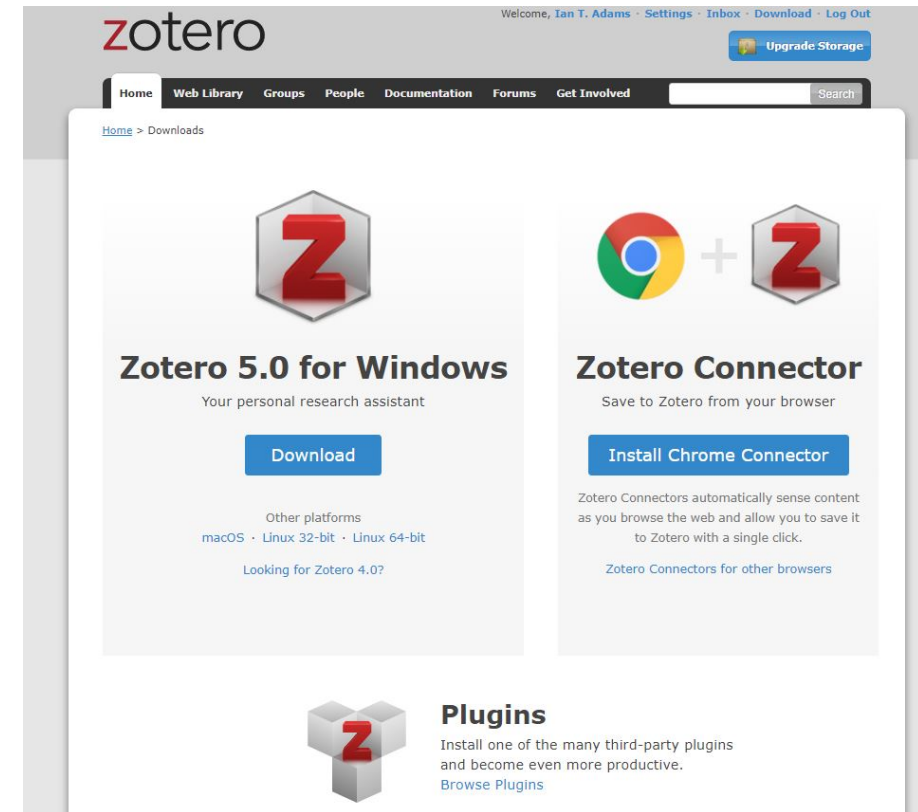 zotero
Welcome, Ian T. Adams · Settings · Inbox · Download · Log Out
Upgrade Storage
Home Web Library Groups People Documentation Forums Get Involved Search
Home > Downloads
Z
Z
Zotero 5.0 for Windows
Your personal research assistant
Download
Other platforms
macOS · Linux 32-bit · Linux 64-bit
Looking for Zotero 4.0?
Zotero Connector
Save to Zotero from your browser
Install Chrome Connector
Zotero Connectors automatically sense content
as you browse the web and allow you to save it
to Zotero with a single click.
Zotero Connectors for other browsers
Z
Plugins
Install one of the many third-party plugins
and become even more productive.
Browse Plugins